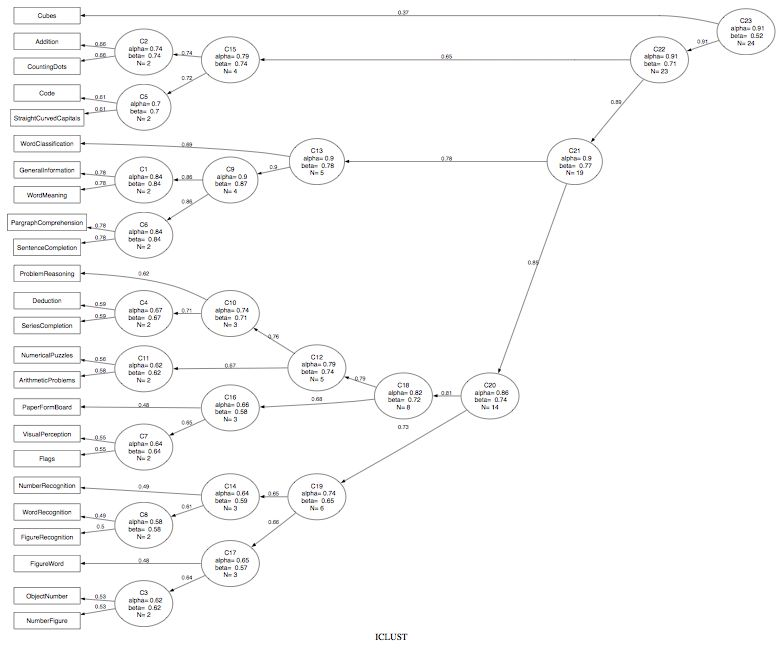 Cubes
0.37
C23
alpha= 0.91
beta= 0.52
N= 24
Addition
0.66
C2
alpha= 0.74
beta= 0.74
N= 2
0.74
C15
alpha= 0.79
beta= 0.74
N= 4
0.65
C22
alpha= 0.91
beta= 0.71
N= 23
0.91
CountingDots
0.66
Code
0.61
C5
alpha= 0.7
beta= 0.7
N= 2
0.72
0.89
StraightCurvedCapitals
0.61
WordClassification
0.69
C13
alpha= 0.9
beta= 0.78
N= 5
0.78
C21
alpha= 0.9
beta= 0.77
N= 19
GeneralInformation
0.78
C1
alpha= 0.84
beta= 0.84
N= 2
0.86
C9
alpha= 0.9
beta= 0.87
N= 4
0.9
WordMeaning
0.78
PargraphComprehension
0.78
C6
alpha= 0.84
beta= 0.84
N= 2
0.86
SentenceCompletion
0.78
0.85
ProblemReasoning
0.62
Deduction
0.59
C4
alpha= 0.67
beta= 0.67
N= 2
0.71
C10
alpha= 0.74
beta= 0.71
N= 3
SeriesCompletion
0.59
0.76
NumericalPuzzles
0.56
C11
alpha= 0.62
beta= 0.62
N= 2
0.67
C12
alpha= 0.79
beta= 0.74
N= 5
0.79
ArithmeticProblems
0.58
PaperFormBoard
0.48
C16
alpha= 0.66
beta= 0.58
N= 3
0.68
C18
alpha= 0.82
beta= 0.72
N= 8
0.81
C20
alpha= 0.86
beta= 0.74
N= 14
VisualPerception
0.55
C7
alpha= 0.64
beta= 0.64
N= 2
0.65
0.73
Flags
0.55
NumberRecognition
0.49
C14
alpha= 0.64
beta= 0.59
N= 3
0.65
C19
alpha= 0.74
beta= 0.65
N= 6
WordRecognition
0.49
C8
alpha= 0.58
beta= 0.58
N= 2
0.61
FigureRecognition
0.5
0.66
FigureWord
0.48
C17
alpha= 0.65
beta= 0.57
N= 3
0.64
ObjectNumber
0.53
C3
alpha= 0.62
beta= 0.62
N= 2
NumberFigure
0.53
ICLUST